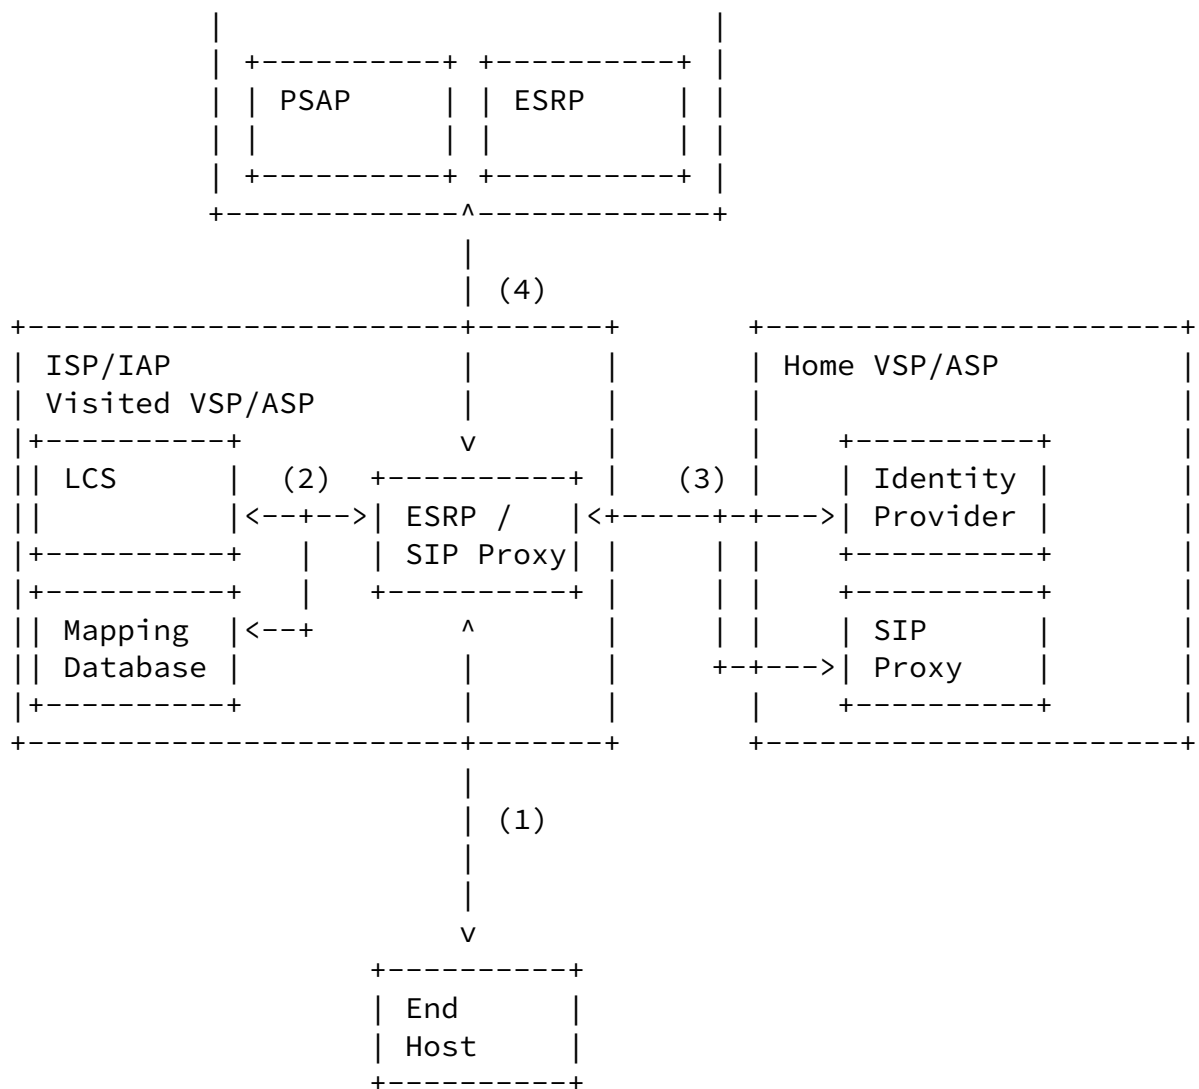 |                                |
              | +----------+ +----------+ |
              | | PSAP     | | ESRP     | |
              | |          | |          | |
              | +----------+ +----------+ |
              +-------------^-------------+
                            |
                            | (4)
+------------------------+-------+        +-----------------------+
| ISP/IAP                |       |        | Home VSP/ASP          |
| Visited VSP/ASP        |       |        |                       |
|+----------+            v       |        |    +----------+       |
|| LCS      |  (2)  +----------+ |   (3)  |    | Identity |       |
||          |<--+-->| ESRP /   |<+-----+-+--->| Provider |       |
|+----------+   |   | SIP Proxy| |      | |    +----------+       |
|+----------+   |   +----------+ |      | |    +----------+       |
|| Mapping  |<--+        ^       |      | |    | SIP      |       |
|| Database |            |       |      +-+--->| Proxy    |       |
|+----------+            |       |        |    +----------+       |
+------------------------+-------+        +-----------------------+
                         |
                         | (1)
                         |
                         |
                         v
                    +----------+
                    | End      |
                    | Host     |
                    +----------+